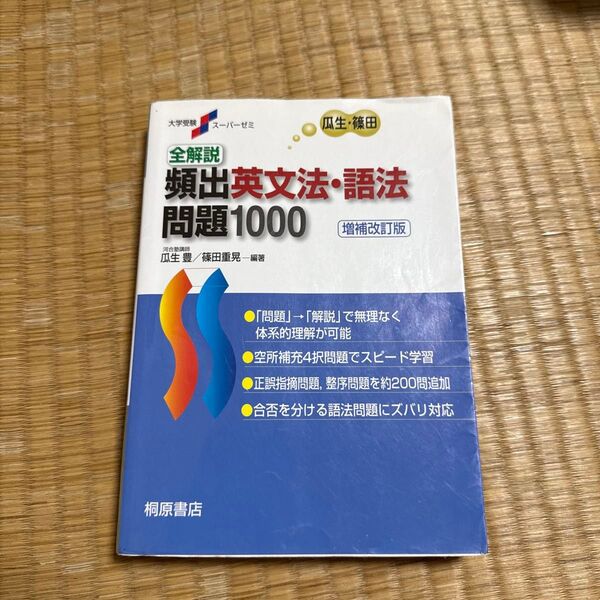 大学受験 スーパーゼミ
瓜生・篠田
全解説
頻出英文法・語法
問題1000
増補改訂版
河合塾講師
瓜生 豊／篠田重晃―編著
●「問題」→「解説」で無理なく
体系的理解が可能
●空所補充4択問題でスピード学習
●正誤指摘問題，整序問題を約200問追加
●合否を分ける語法問題にズバリ対応
桐原書店